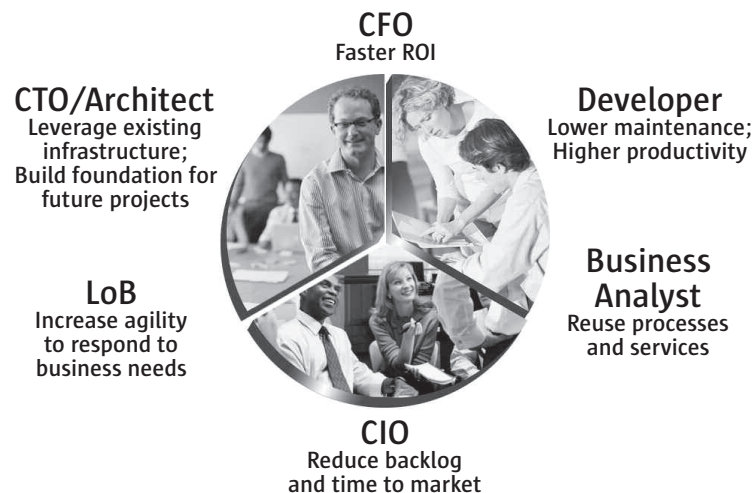 CFO
Faster ROI
CTO/Architect
Leverage existing
infrastructure;
Build foundation for
future projects
Developer
Lower maintenance;
Higher productivity
LoB
Increase agility
to respond to
business needs
Business
Analyst
Reuse processes
and services
CIO
Reduce backlog
and time to market